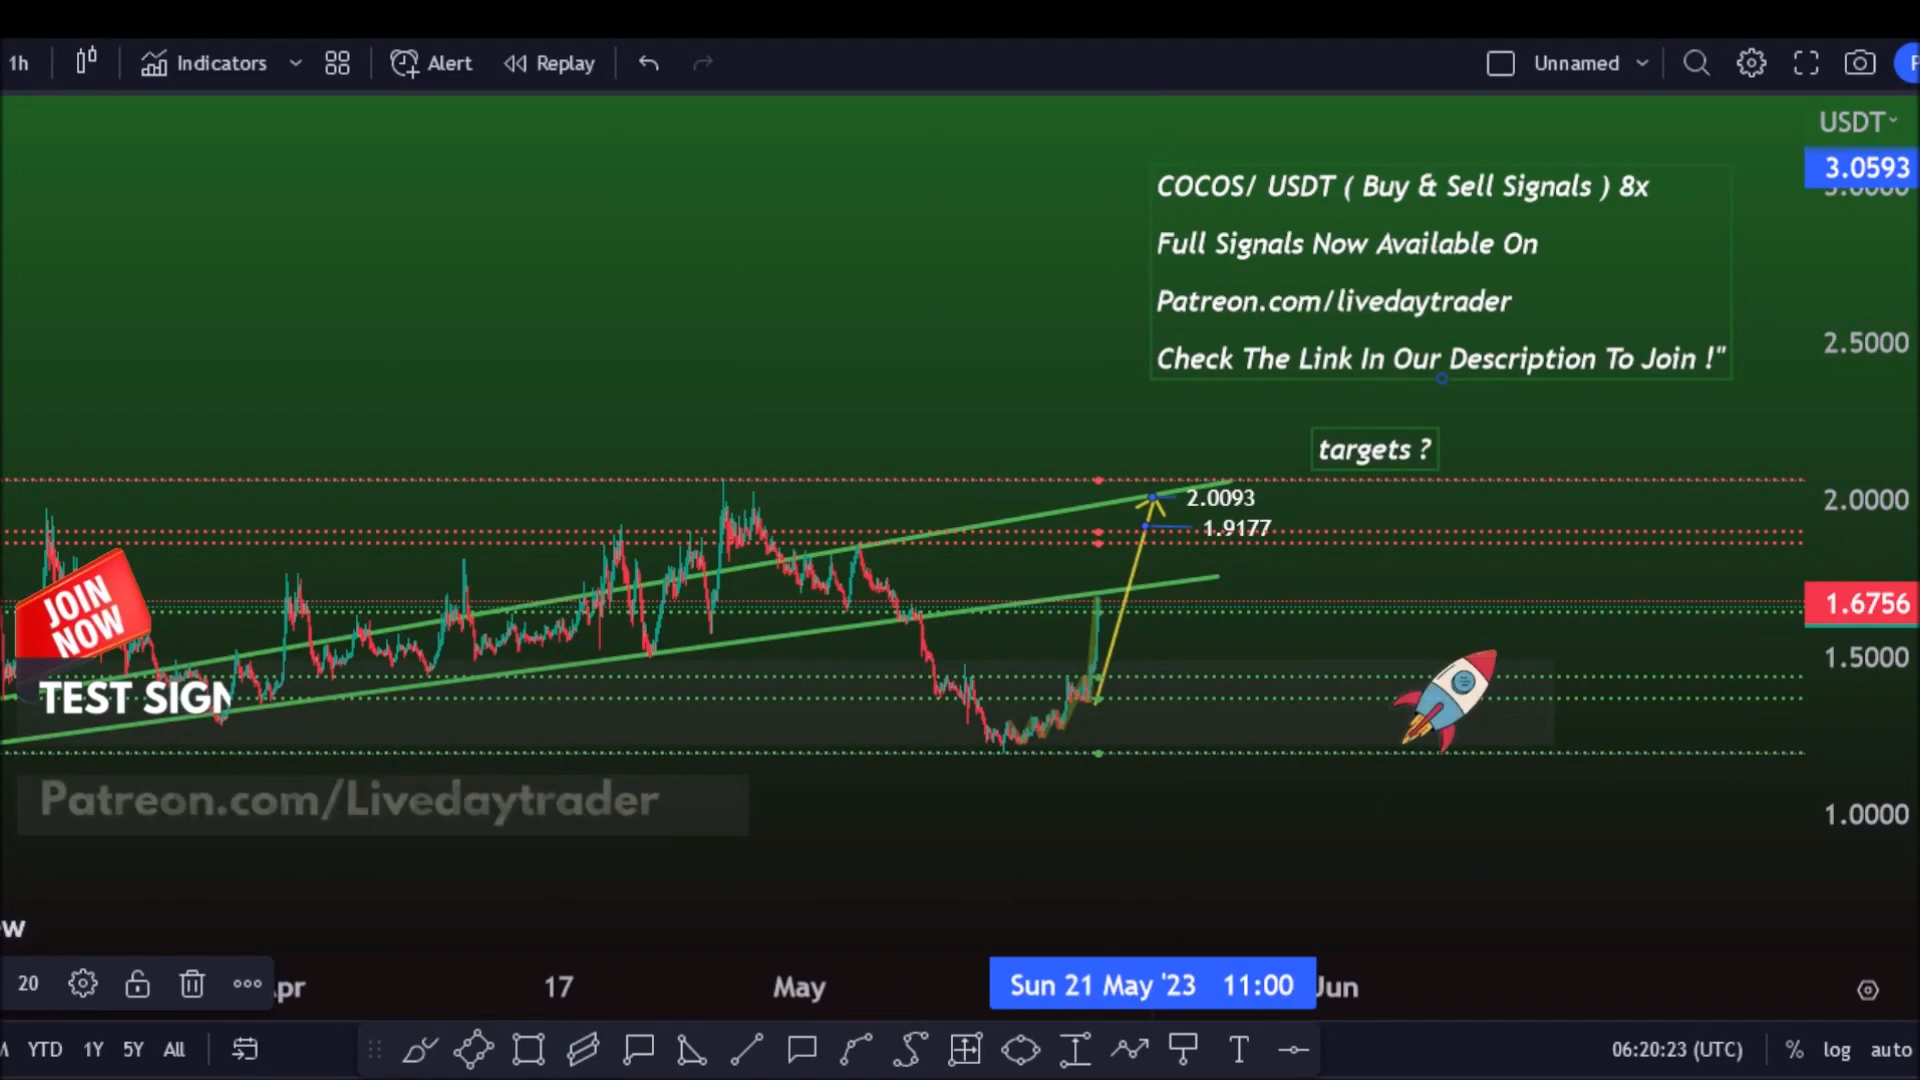 1h Indicators Alert Replay Unnamed
USDT
3.0593
COCOS/ USDT ( Buy & Sell Signals ) 8x
Full Signals Now Available On
Patreon.com/livedaytrader
Check The Link In Our Description To Join !"
2.5000
targets ?
2.0093
2.0000
1.9177
JOIN
NOW
1.6756
1.5000
TEST SIGN
Patreon.com/Livedaytrader
1.0000
20
17 May Sun 21 May '23 11:00 Jun
YTD 1Y 5Y All
06:20:23 (UTC) % log auto